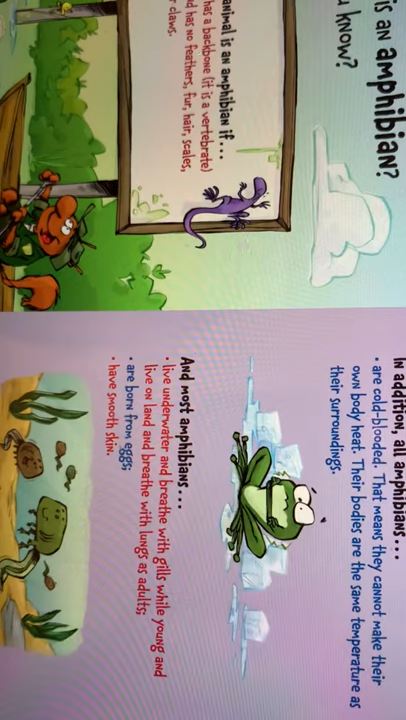 is an amphibian?
u know?
animal is an amphibian if...
has a backbone (it is a vertebrate)
d has no feathers, fur, hair, scales,
r claws.
In addition, all amphibians...
• are cold-blooded. That means they cannot make their
own body heat. Their bodies are the same temperature as
their surroundings.
And most amphibians...
• live underwater and breathe with gills while young and
live on land and breathe with lungs as adults;
• are born from eggs;
• have smooth skin.